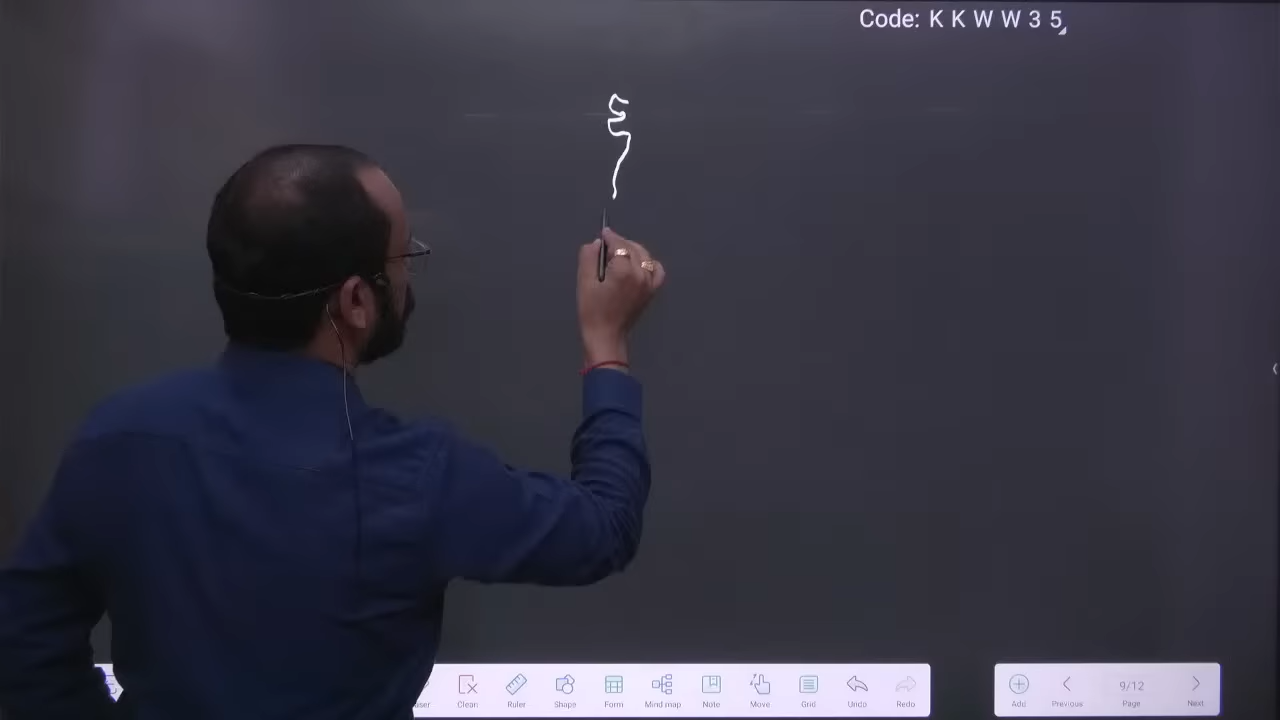 Code: K K W W 3 5
Clean
Ruler
Shape
Form
Mind map
Note
Move
Grid
Undo
Redo
Add
Previous
9/12
Page
Next